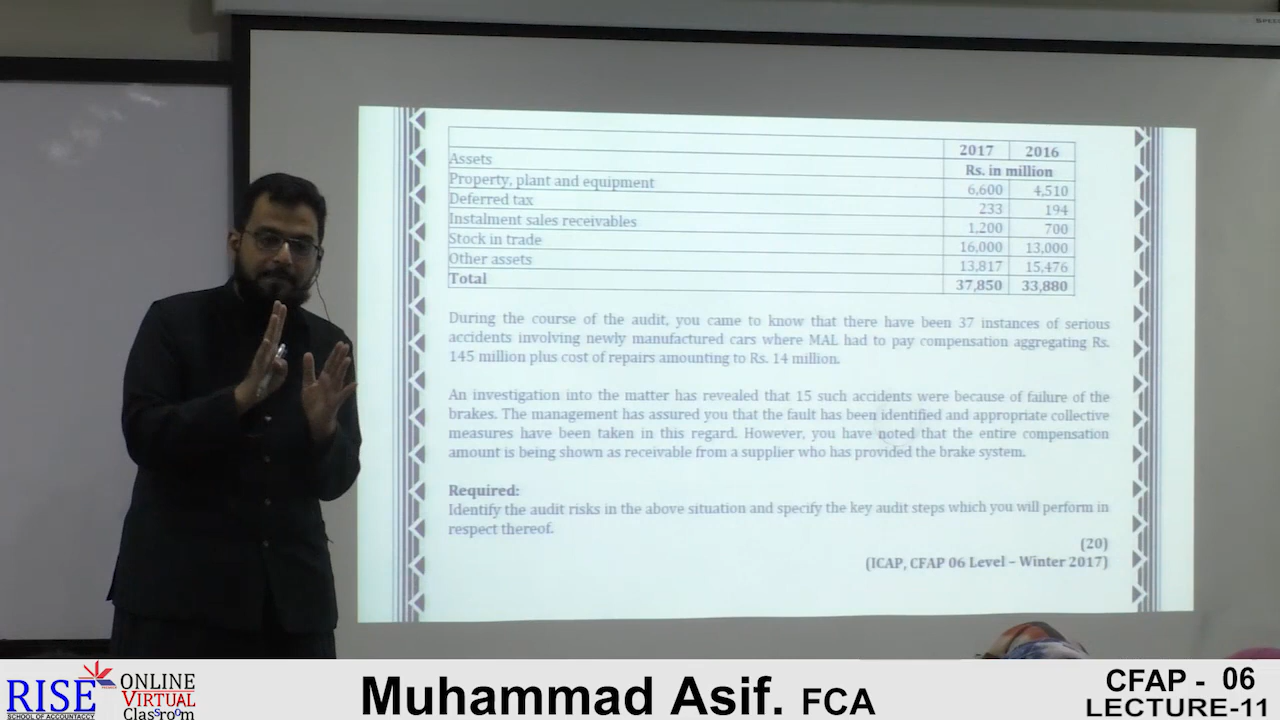 2017 2016
Assets Rs. in million
Property, plant and equipment 6,600 4,510
Deferred tax 233 194
Instalment sales receivables 1,200 700
Stock in trade 16,000 13,000
Other assets 13,817 15,476
Total 37,850 33,880
During the course of the audit, you came to know that there have been 37 instances of serious
accidents involving newly manufactured cars where MAL had to pay compensation aggregating Rs.
145 million plus cost of repairs amounting to Rs. 14 million.
An investigation into the matter has revealed that 15 such accidents were because of failure of the
brakes. The management has assured you that the fault has been identified and appropriate collective
measures have been taken in this regard. However, you have noted that the entire compensation
amount is being shown as receivable from a supplier who has provided the brake system.
Required:
Identify the audit risks in the above situation and specify the key audit steps which you will perform in
respect thereof.
(20)
(ICAP, CFAP 06 Level – Winter 2017)
RISE
SCHOOL OF ACCOUNTACCY
ONLINE
VIRTUAL
Classroom
Muhammad Asif. FCA
CFAP - 06
LECTURE-11